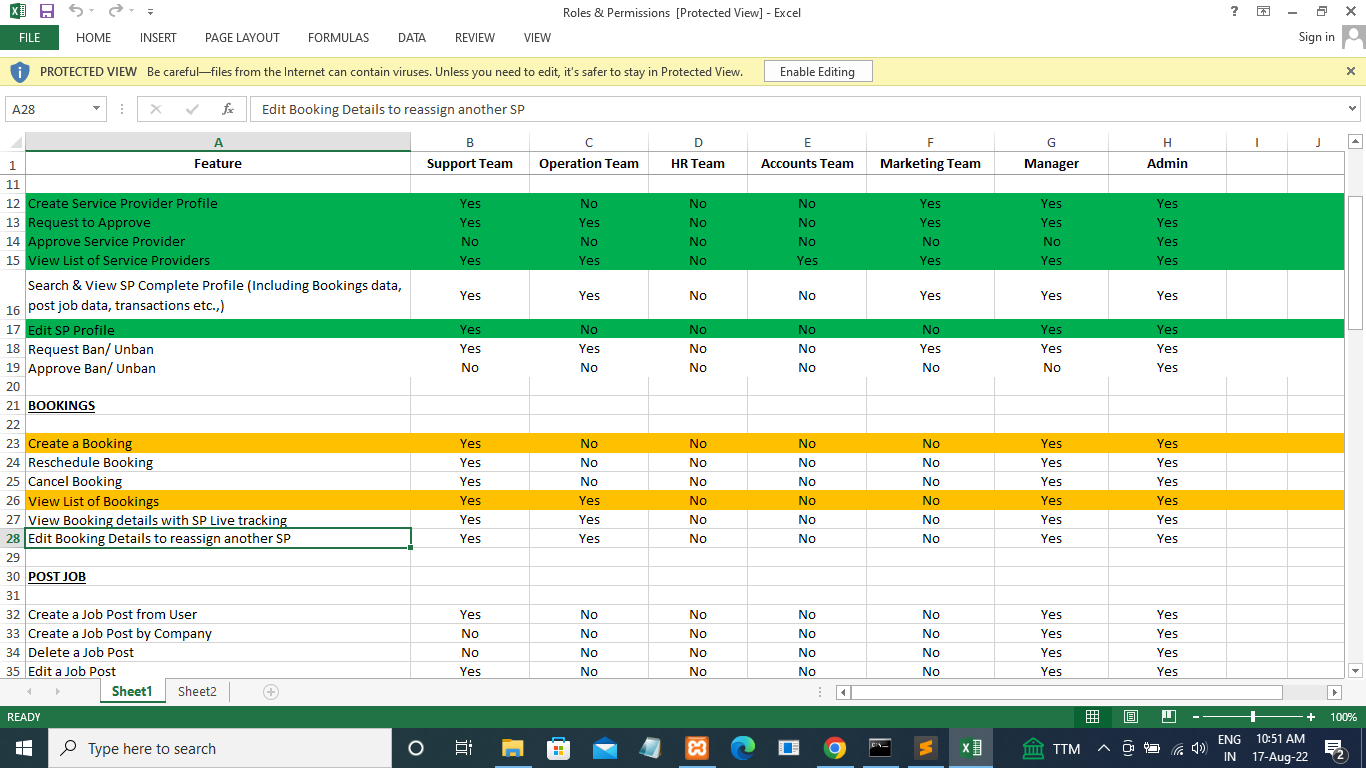 Roles & Permissions [Protected View] - Excel
?
FILE HOME INSERT PAGE LAYOUT FORMULAS DATA REVIEW VIEW Sign in
PROTECTED VIEW Be careful—files from the Internet can contain viruses. Unless you need to edit, it's safer to stay in Protected View. Enable Editing
A28 fx Edit Booking Details to reassign another SP
A B C D E F G H I J
1 Feature Support Team Operation Team HR Team Accounts Team Marketing Team Manager Admin
11
12 Create Service Provider Profile Yes No No No Yes Yes Yes
13 Request to Approve Yes Yes No No Yes Yes Yes
14 Approve Service Provider No No No No No No Yes
15 View List of Service Providers Yes Yes No Yes Yes Yes Yes
Search & View SP Complete Profile (Including Bookings data,
16 post job data, transactions etc.,) Yes Yes No No Yes Yes Yes
17 Edit SP Profile Yes No No No No Yes Yes
18 Request Ban/ Unban Yes Yes No No Yes Yes Yes
19 Approve Ban/ Unban No No No No No No Yes
20
21 BOOKINGS
22
23 Create a Booking Yes No No No No Yes Yes
24 Reschedule Booking Yes No No No No Yes Yes
25 Cancel Booking Yes No No No No Yes Yes
26 View List of Bookings Yes Yes No No No Yes Yes
27 View Booking details with SP Live tracking Yes Yes No No No Yes Yes
28 Edit Booking Details to reassign another SP Yes Yes No No No Yes Yes
29
30 POST JOB
31
32 Create a Job Post from User Yes No No No No Yes Yes
33 Create a Job Post by Company No No No No No Yes Yes
34 Delete a Job Post No No No No No Yes Yes
35 Edit a Job Post Yes No No No No Yes Yes
Sheet1 Sheet2
READY 100%
Type here to search TTM ENG 10:51 AM
IN 17-Aug-22 2